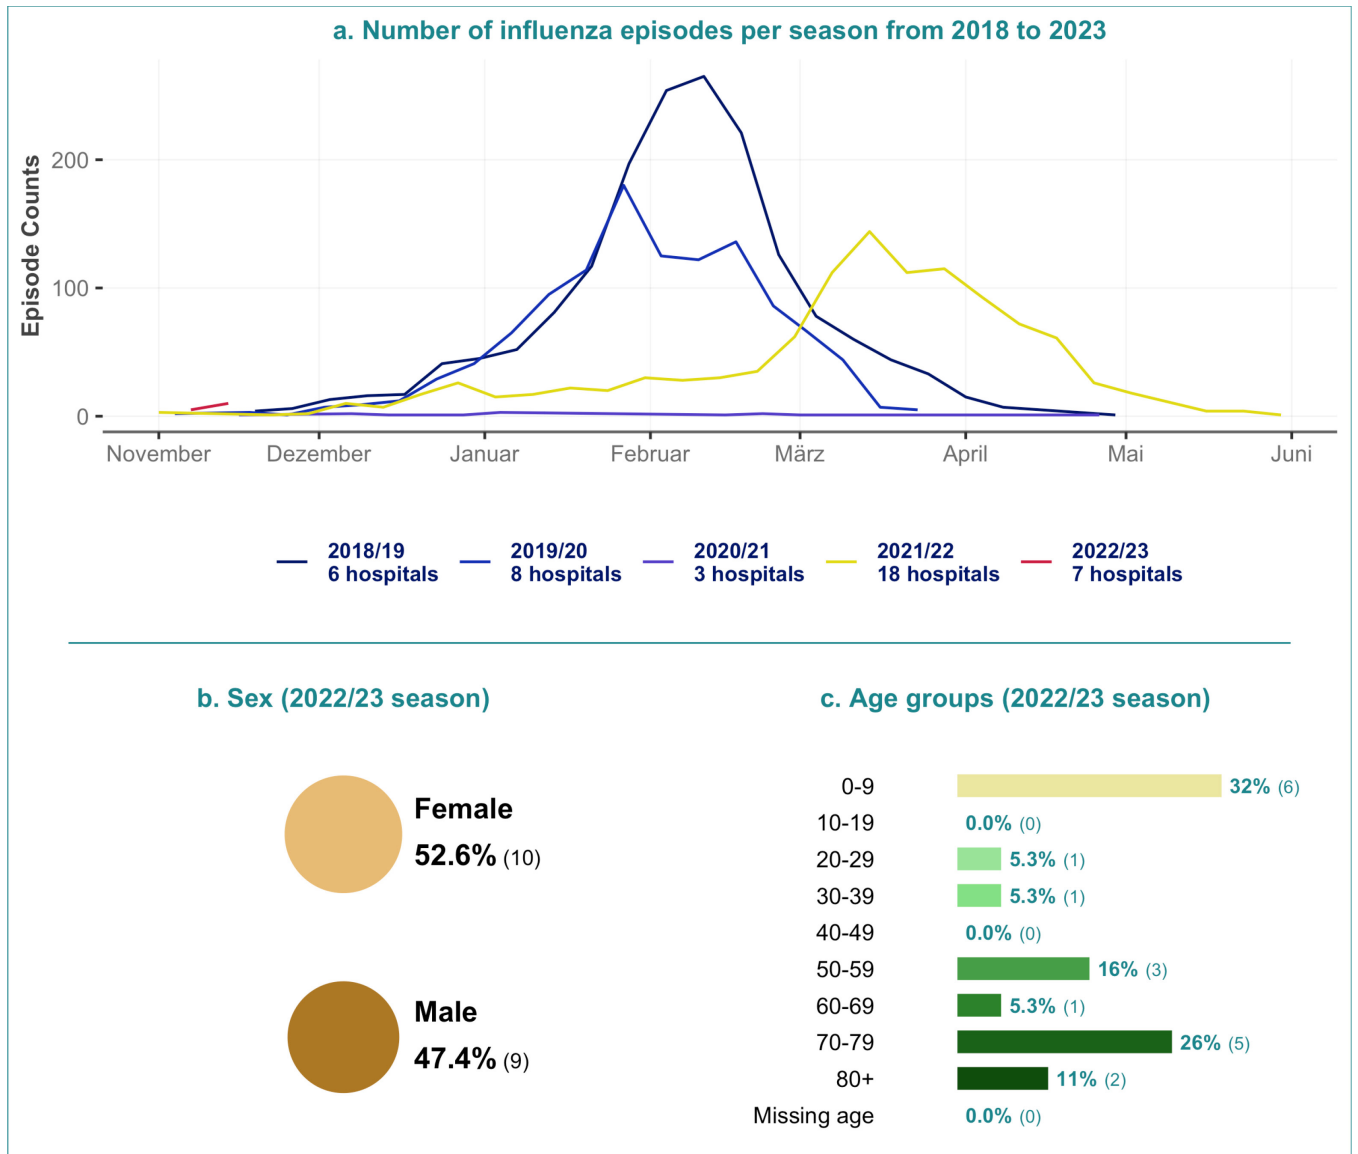 a. Number of influenza episodes per season from 2018 to 2023
Episode Counts
200
100
0
November Dezember Januar Februar März April Mai Juni
2018/19 2019/20 2020/21 2021/22 2022/23
6 hospitals 8 hospitals 3 hospitals 18 hospitals 7 hospitals
b. Sex (2022/23 season)
Female
52.6% (10)
Male
47.4% (9)
c. Age groups (2022/23 season)
0-9 32% (6)
10-19 0.0% (0)
20-29 5.3% (1)
30-39 5.3% (1)
40-49 0.0% (0)
50-59 16% (3)
60-69 5.3% (1)
70-79 26% (5)
80+ 11% (2)
Missing age 0.0% (0)